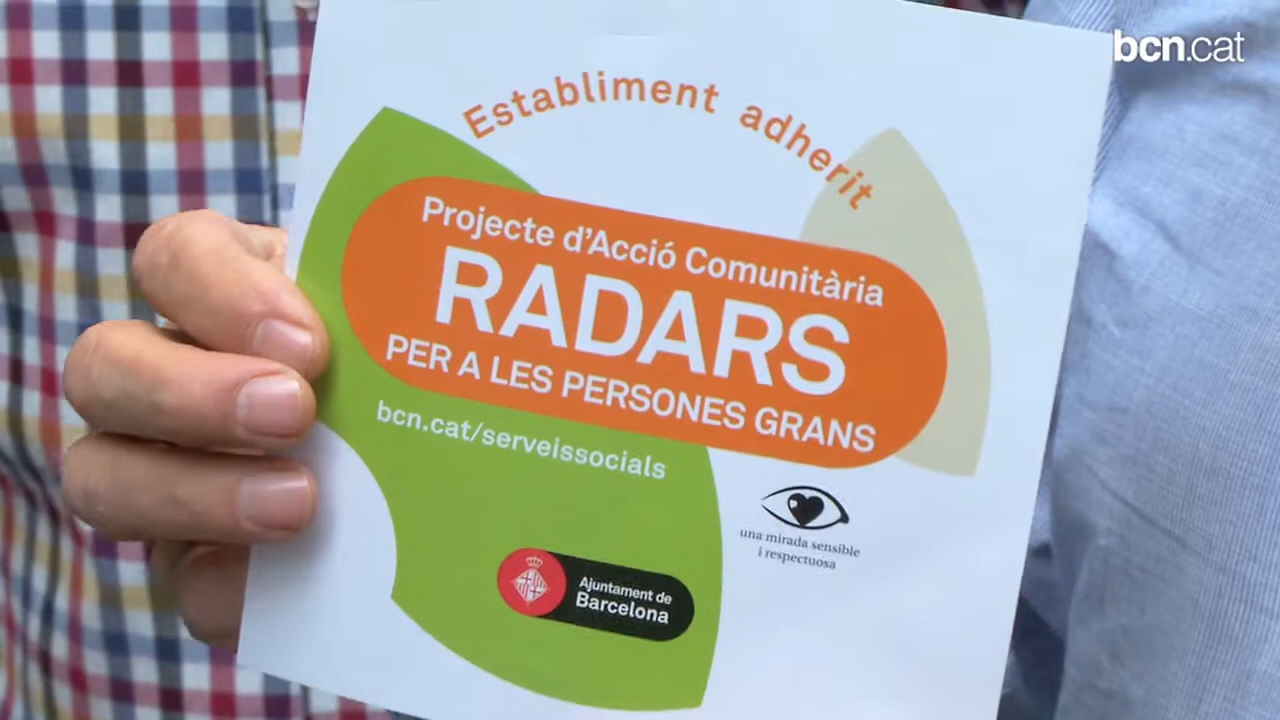 bcn.cat
Establiment adherit
Projecte d'Acció Comunitària
RADARS
PER A LES PERSONES GRANS
bcn.cat/serveissocials
una mirada sensible
i respectuosa
Ajuntament de
Barcelona